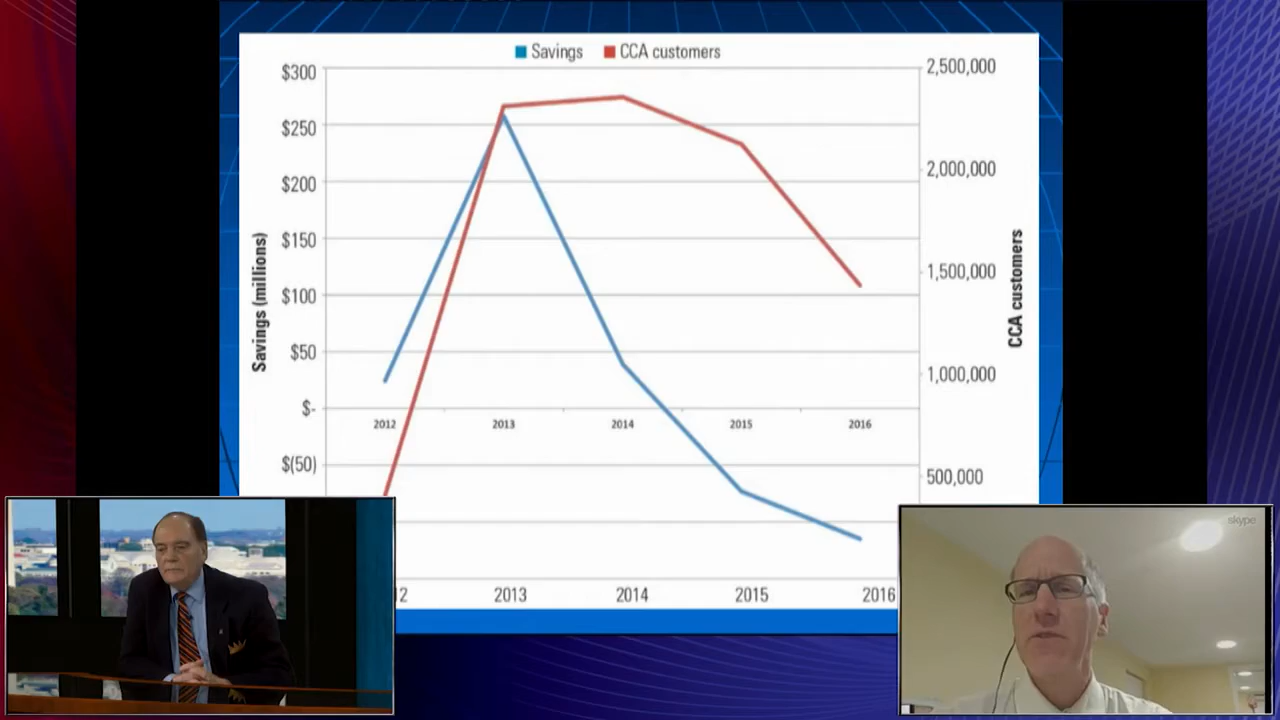 Savings CCA customers
$300
$250
$200
$150
$100
$50
$-
$(50)
Savings (millions)
2,500,000
2,000,000
1,500,000
1,000,000
500,000
CCA customers
2012 2013 2014 2015 2016
12 2013 2014 2015 2016
skype